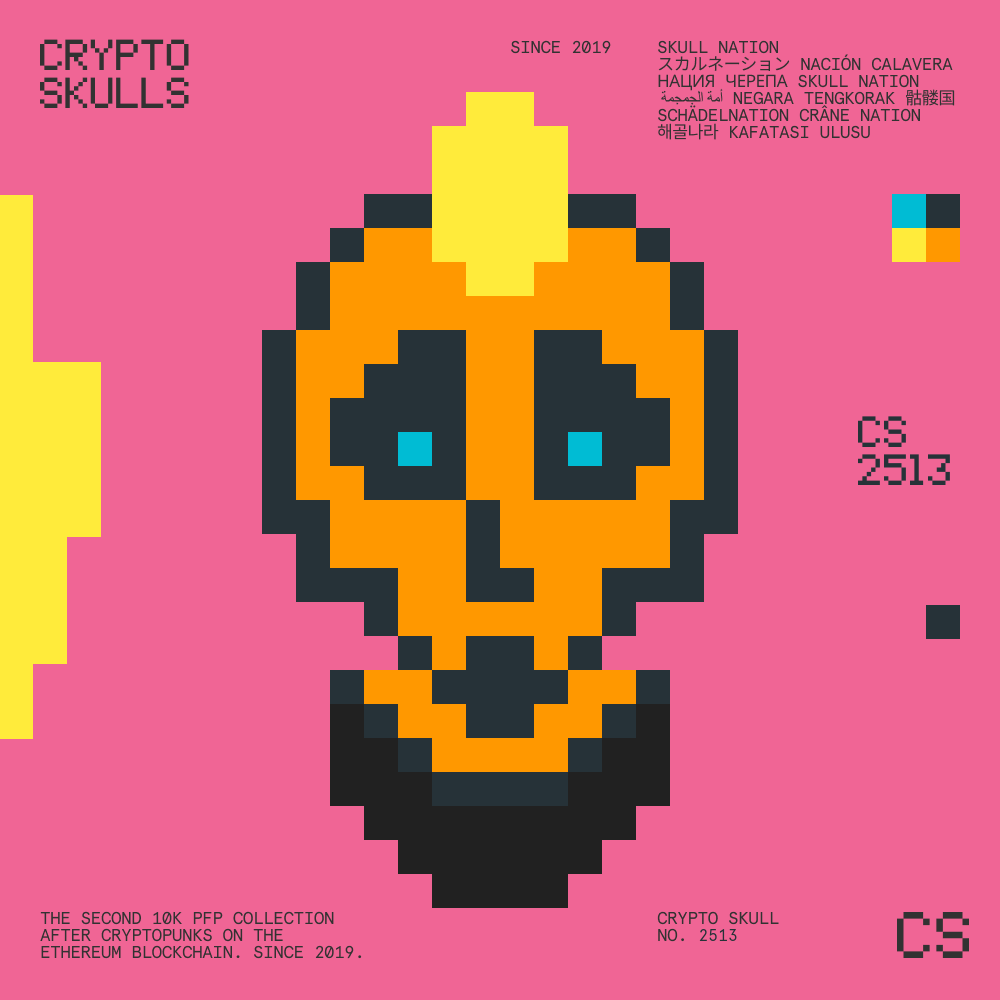 CRYPTO
SKULLS
SINCE 2019
SKULL NATION
スカルネーション NACIÓN CALAVERA
НАЦИЯ ЧЕРЕПА SKULL NATION
أمة الجمجمة NEGARA TENGKORAK 骷髅国
SCHÄDELNATION CRÂNE NATION
해골나라 KAFATASI ULUSU
CS
2513
THE SECOND 10K PFP COLLECTION
AFTER CRYPTOPUNKS ON THE
ETHEREUM BLOCKCHAIN. SINCE 2019.
CRYPTO SKULL
NO. 2513
CS